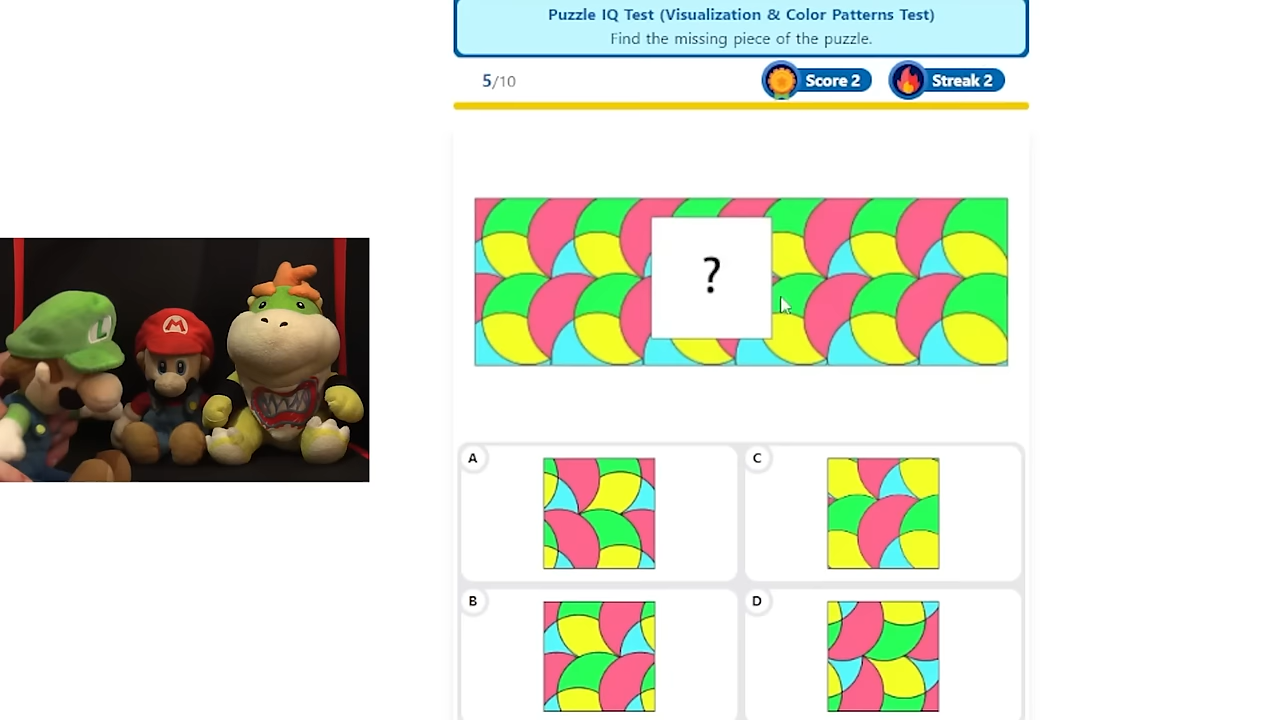 Puzzle IQ Test (Visualization & Color Patterns Test)
Find the missing piece of the puzzle.
5/10
Score 2
Streak 2
?
A
C
B
D
L
M